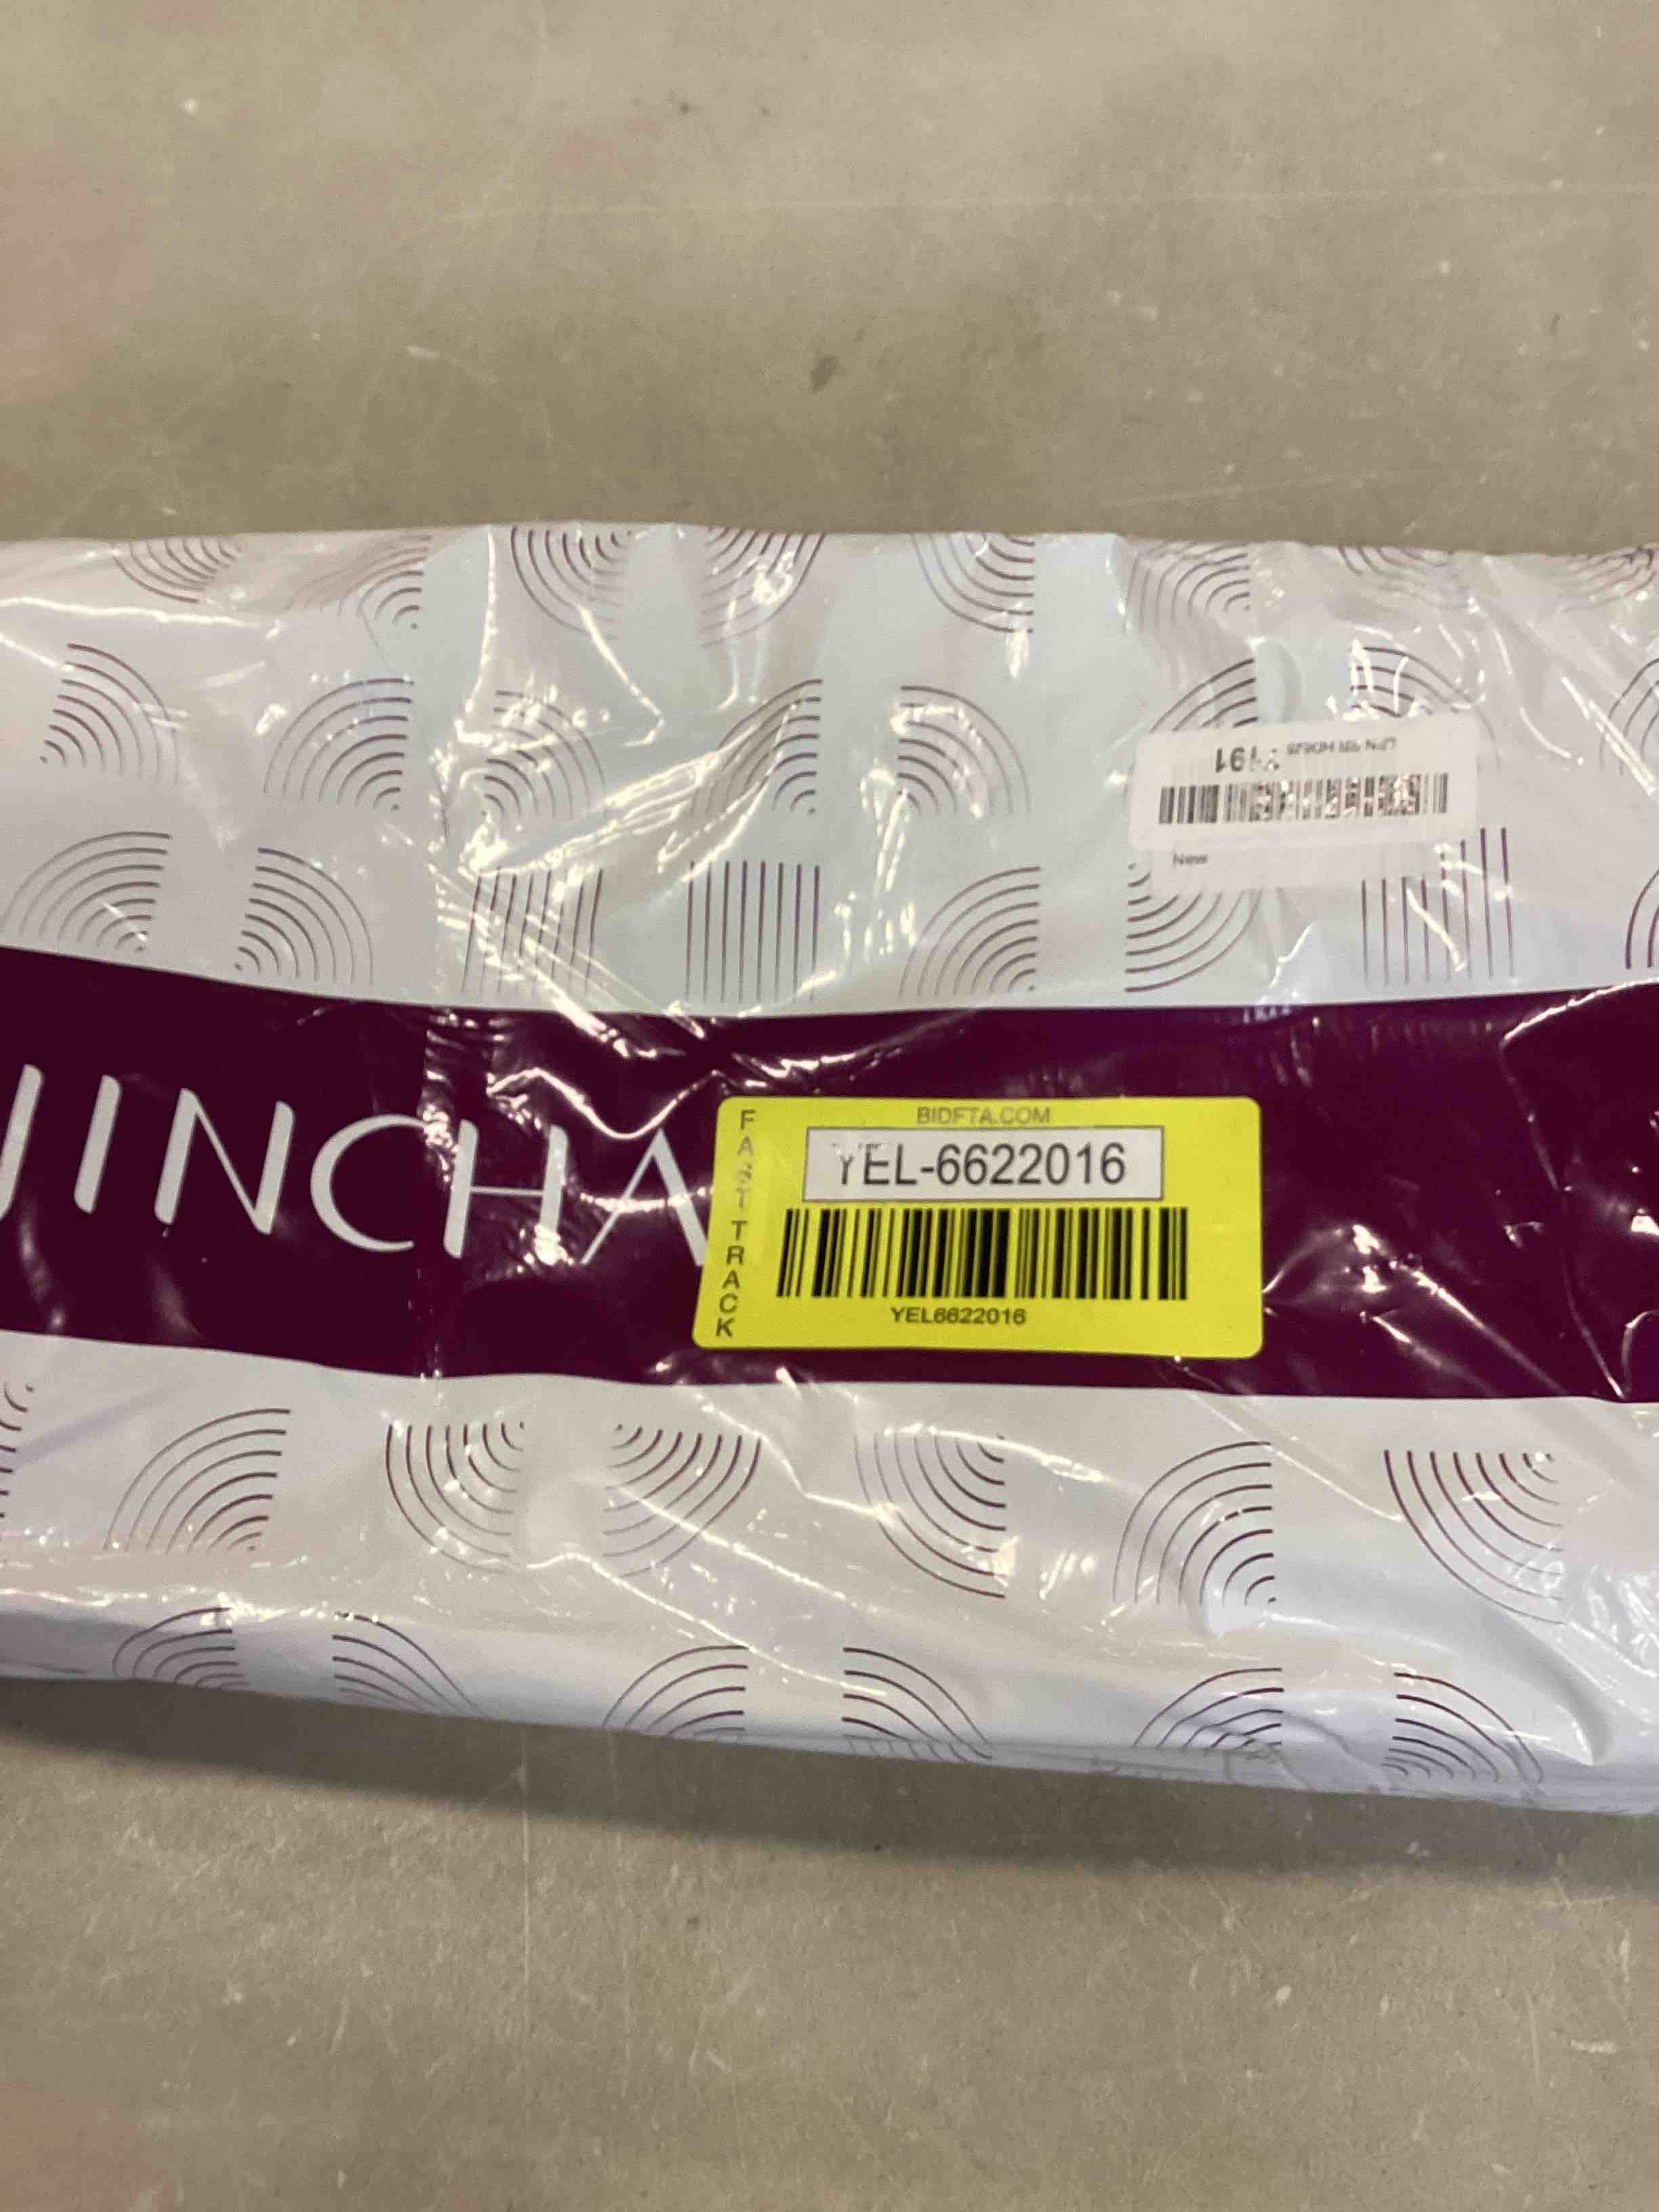 New
JINCHA
FAST TRACK
BIDFTA.COM
YEL-6622016
YEL6622016